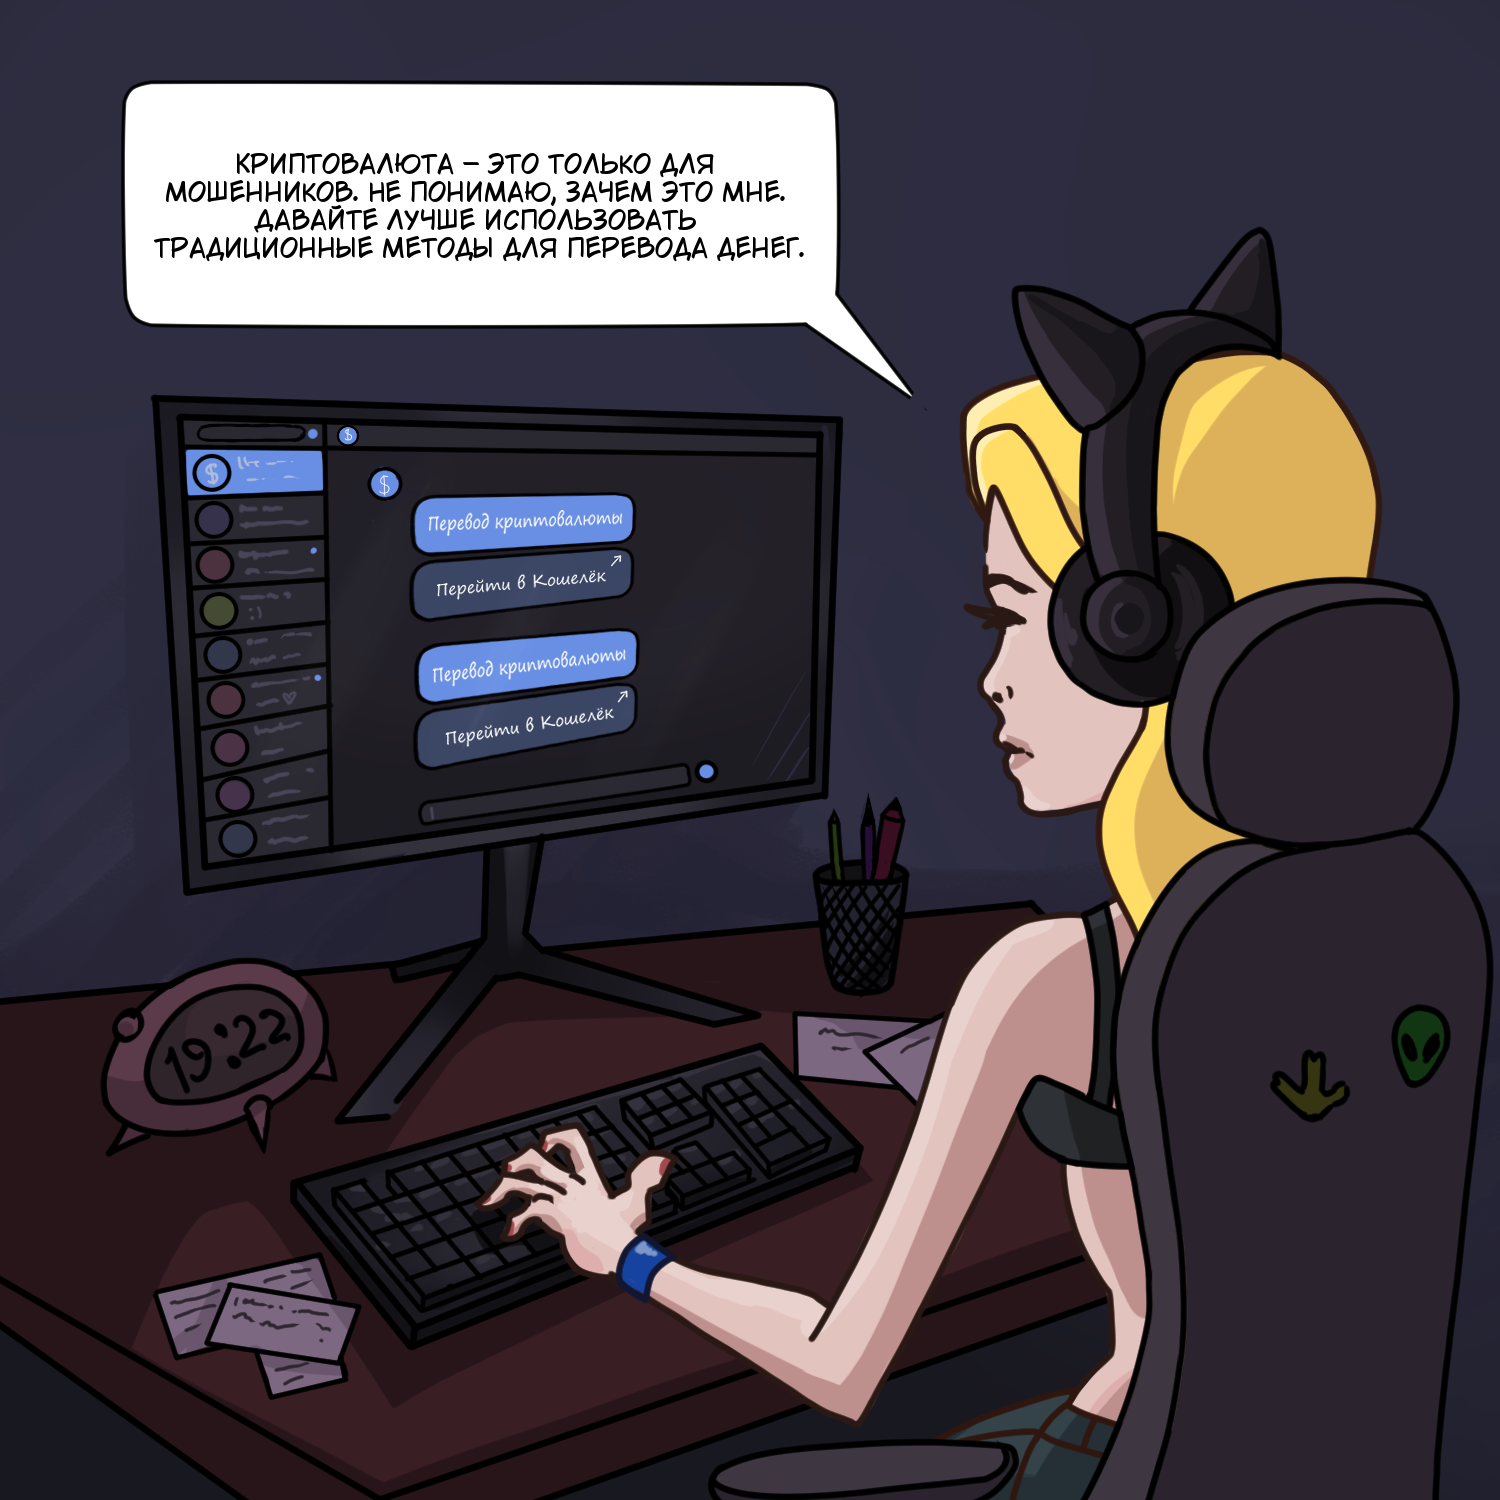 КРИПТОВАЛЮТА – ЭТО ТОЛЬКО ДЛЯ
МОШЕННИКОВ. НЕ ПОНИМАЮ, ЗАЧЕМ ЭТО МНЕ.
ДАВАЙТЕ ЛУЧШЕ ИСПОЛЬЗОВАТЬ
ТРАДИЦИОННЫЕ МЕТОДЫ ДЛЯ ПЕРЕВОДА ДЕНЕГ.
$
$
$
Перевод криптовалюты
Перейти в Кошелёк
:)
Перевод криптовалюты
Перейти в Кошелёк
19:22